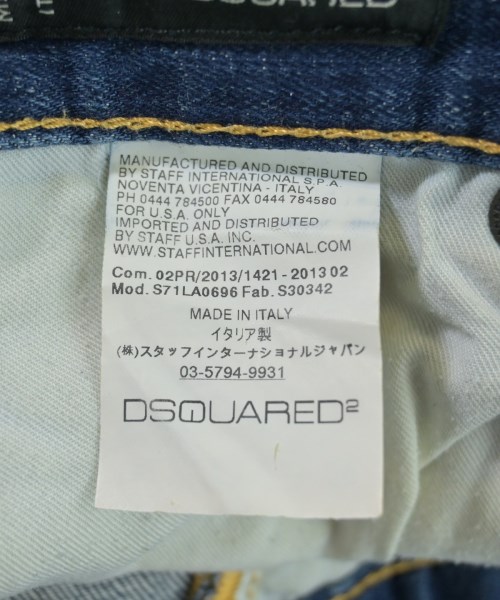 DSQUARED
MANUFACTURED AND DISTRIBUTED
BY STAFF INTERNATIONAL S.P.A.
NOVENTA VICENTINA - ITALY
PH 0444 784500 FAX 0444 784580
FOR U.S.A. ONLY
IMPORTED AND DISTRIBUTED
BY STAFF U.S.A. INC.
WWW.STAFFINTERNATIONAL.COM
Com. 02PR/2013/1421 - 2013 02
Mod. S71LA0696 Fab. S30342
MADE IN ITALY
イタリア製
(株)スタッフインターナショナルジャパン
03-5794-9931
DSQUARED²